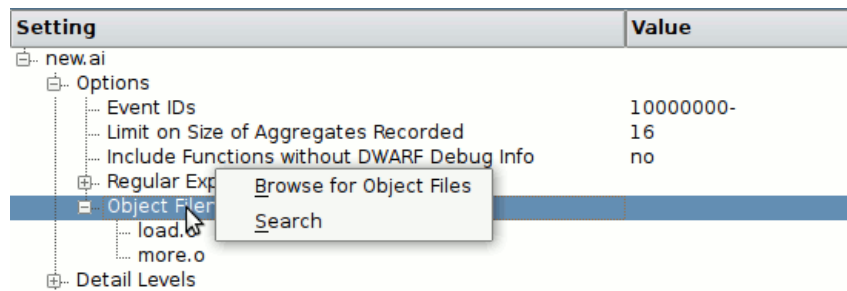 Setting Value
new.ai
Options
Event IDs 10000000-
Limit on Size of Aggregates Recorded 16
Include Functions without DWARF Debug Info no
Regular Exp
Browse for Object Files
Object
Search
load.o
more.o
Detail Levels